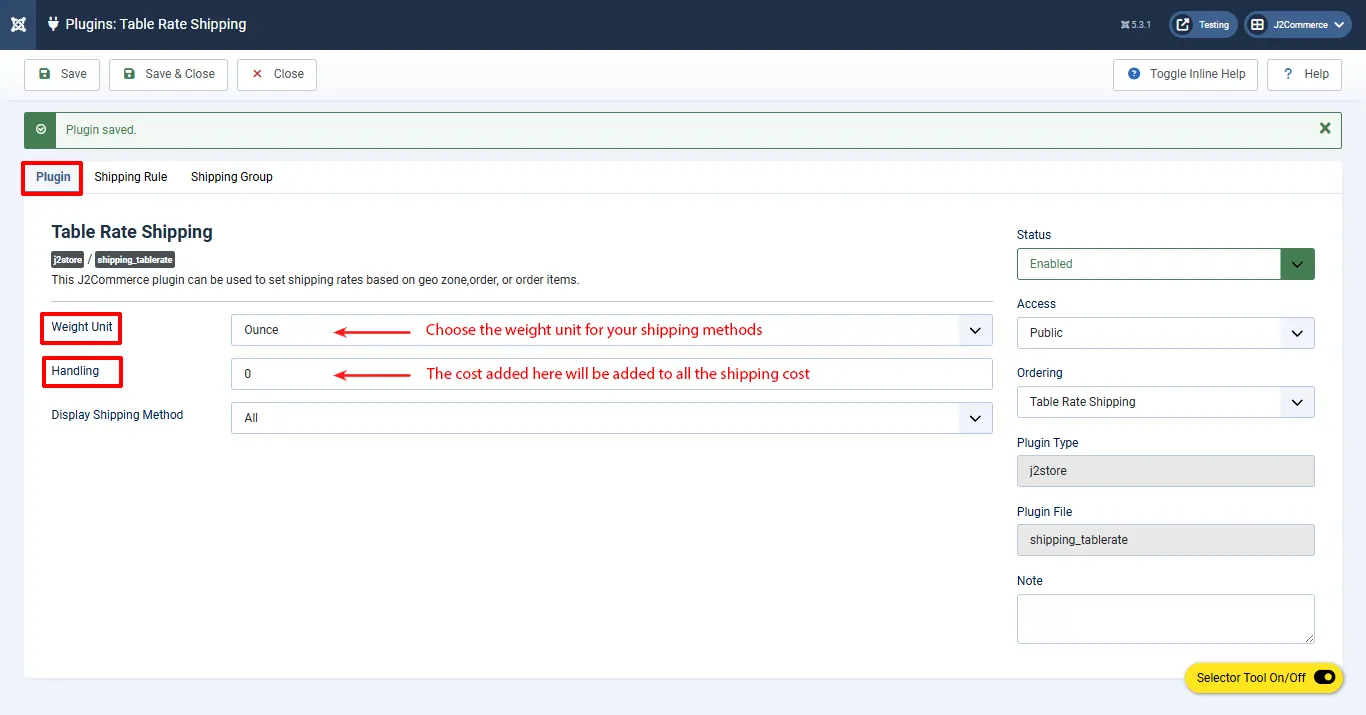 Plugins: Table Rate Shipping
5.3.1
Testing
J2Commerce
Save
Save & Close
Close
Toggle Inline Help
? Help
Plugin saved.
Plugin
Shipping Rule
Shipping Group
Table Rate Shipping
j2store / shipping_tablerate
This J2Commerce plugin can be used to set shipping rates based on geo zone,order, or order items.
Weight Unit
Ounce
Choose the weight unit for your shipping methods
Handling
0
The cost added here will be added to all the shipping cost
Display Shipping Method
All
Status
Enabled
Access
Public
Ordering
Table Rate Shipping
Plugin Type
j2store
Plugin File
shipping_tablerate
Note
Selector Tool On/Off